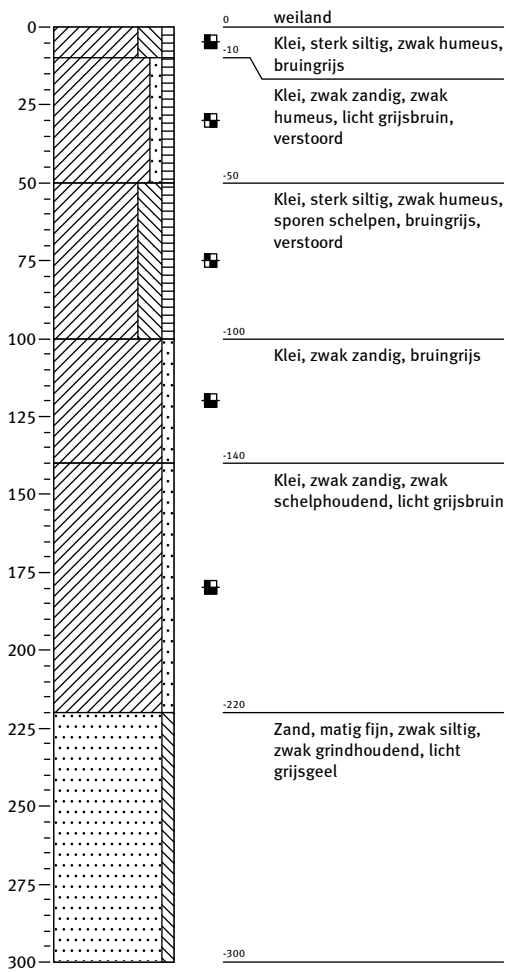 0
25
50
75
100
125
150
175
200
225
250
275
300
0
weiland
-10
Klei, sterk siltig, zwak humeus,
bruingrijs
Klei, zwak zandig, zwak
humeus, licht grijsbruin,
verstoord
-50
Klei, sterk siltig, zwak humeus,
sporen schelpen, bruingrijs,
verstoord
-100
Klei, zwak zandig, bruingrijs
-140
Klei, zwak zandig, zwak
schelphoudend, licht grijsbruin
-220
Zand, matig fijn, zwak siltig,
zwak grindhoudend, licht
grijsgeel
-300